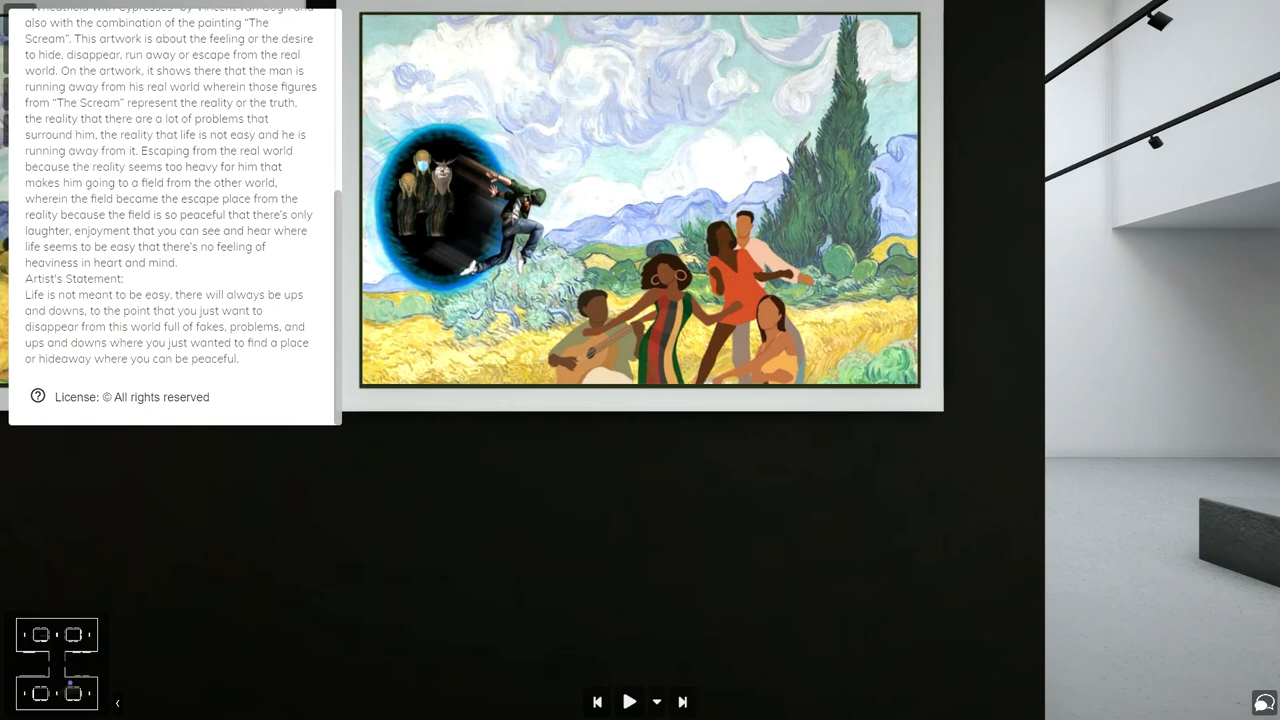 "Wheatfield with Cypresses" by Vincent van Gogh and
also with the combination of the painting “The
Scream”. This artwork is about the feeling or the desire
to hide, disappear, run away or escape from the real
world. On the artwork, it shows there that the man is
running away from his real world wherein those figures
from “The Scream” represent the reality or the truth,
the reality that there are a lot of problems that
surround him, the reality that life is not easy and he is
running away from it. Escaping from the real world
because the reality seems too heavy for him that
makes him going to a field from the other world,
wherein the field became the escape place from the
reality because the field is so peaceful that there's only
laughter, enjoyment that you can see and hear where
life seems to be easy that there's no feeling of
heaviness in heart and mind.
Artist's Statement:
Life is not meant to be easy, there will always be ups
and downs, to the point that you just want to
disappear from this world full of fakes, problems, and
ups and downs where you just wanted to find a place
or hideaway where you can be peaceful.
License: © All rights reserved